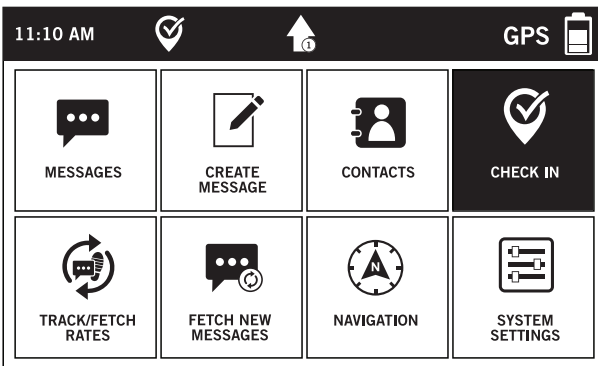 11:10 AM
1
GPS
MESSAGES
CREATE
MESSAGE
CONTACTS
CHECK IN
N
TRACK/FETCH
RATES
FETCH NEW
MESSAGES
NAVIGATION
SYSTEM
SETTINGS